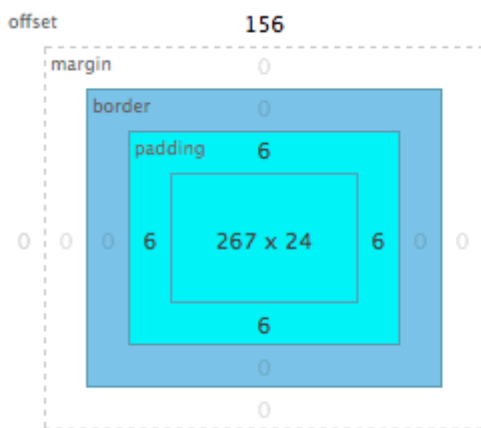 offset 156
margin 0
border 0
padding 6
0 0 0 6 267 x 24 6 0 0
6
0
0